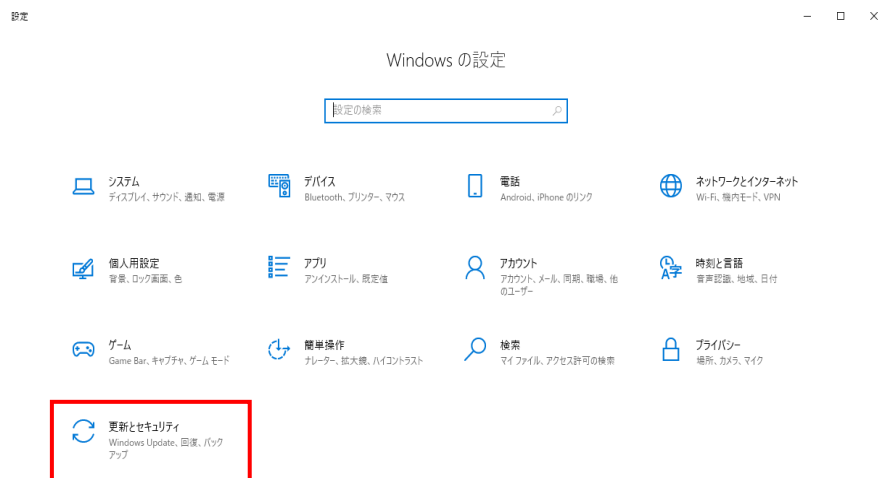 設定
Windows の設定
設定の検索
システム
ディスプレイ、サウンド、通知、電源
デバイス
Bluetooth、プリンター、マウス
電話
Android、iPhone のリンク
ネットワークとインターネット
Wi-Fi、機内モード、VPN
個人用設定
背景、ロック画面、色
アプリ
アンインストール、既定値
アカウント
アカウント、メール、同期、職場、他
のユーザー
時刻と言語
音声認識、地域、日付
ゲーム
Game Bar、キャプチャ、ゲーム モード
簡単操作
ナレーター、拡大鏡、ハイコントラスト
検索
マイ ファイル、アクセス許可の検索
プライバシー
場所、カメラ、マイク
更新とセキュリティ
Windows Update、回復、バック
アップ